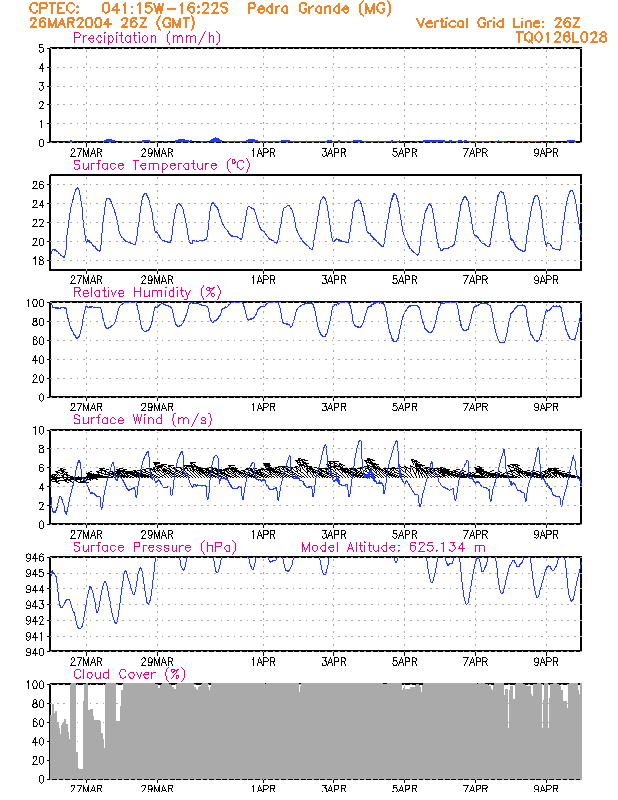 CPTEC: 041:15W-16:22S Pedra Grande (MG)
26MAR2004 26Z (GMT) Vertical Grid Line: 26Z
Precipitation (mm/h) TQ0126L028
5
4
3
2
1
0
27MAR 29MAR 1APR 3APR 5APR 7APR 9APR
Surface Temperature (ºC)
26
24
22
20
18
27MAR 29MAR 1APR 3APR 5APR 7APR 9APR
Relative Humidity (%)
100
80
60
40
20
0
27MAR 29MAR 1APR 3APR 5APR 7APR 9APR
Surface Wind (m/s)
10
8
6
4
2
0
27MAR 29MAR 1APR 3APR 5APR 7APR 9APR
Surface Pressure (hPa) Model Altitude: 625.134 m
946
945
944
943
942
941
940
27MAR 29MAR 1APR 3APR 5APR 7APR 9APR
Cloud Cover (%)
100
80
60
40
20
0
27MAR 29MAR 1APR 3APR 5APR 7APR 9APR